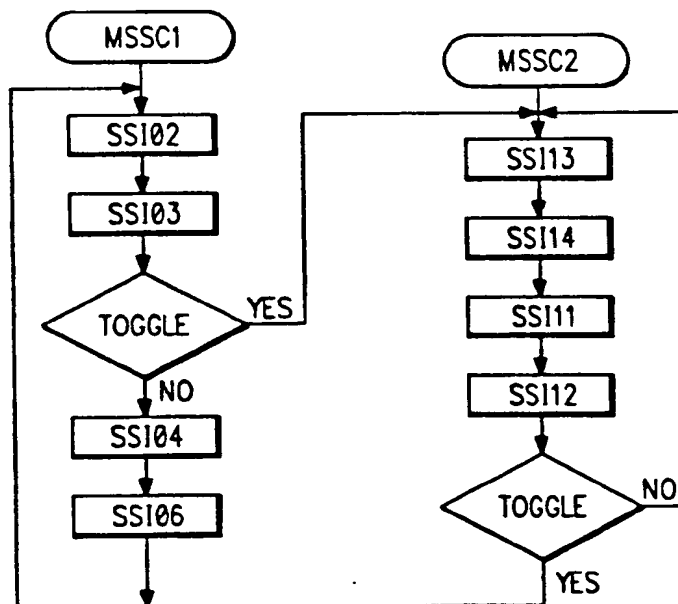 MSSC1
SSI02
SSI03
TOGGLE
YES
NO
SSI04
SSI06
MSSC2
SSI13
SSI14
SSI11
SSI12
TOGGLE
NO
YES